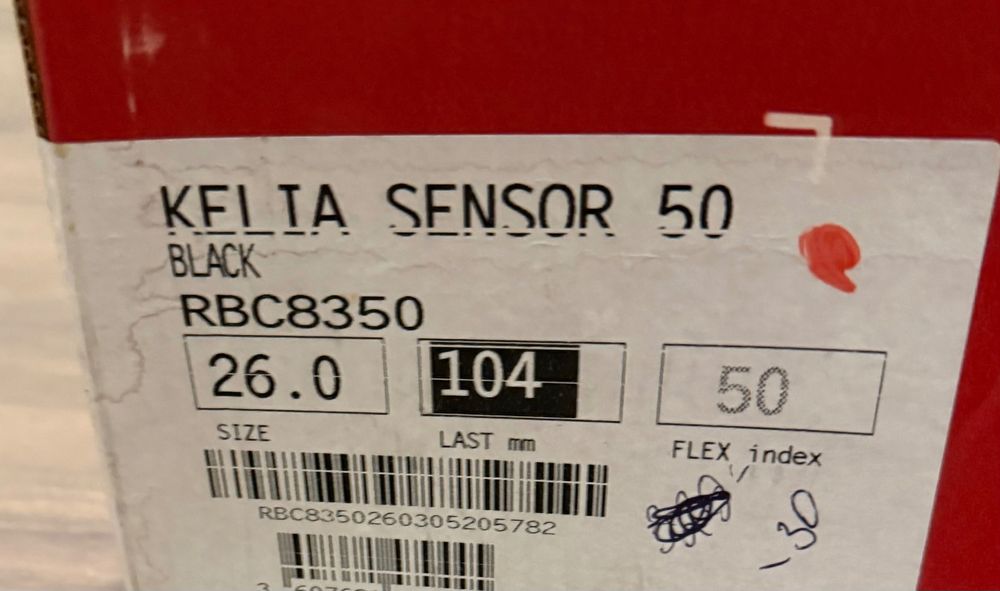 KELIA SENSOR 50
BLACK
RBC8350
26.0 104 50
SIZE LAST mm FLEX index
RBC8350260305205782
-30